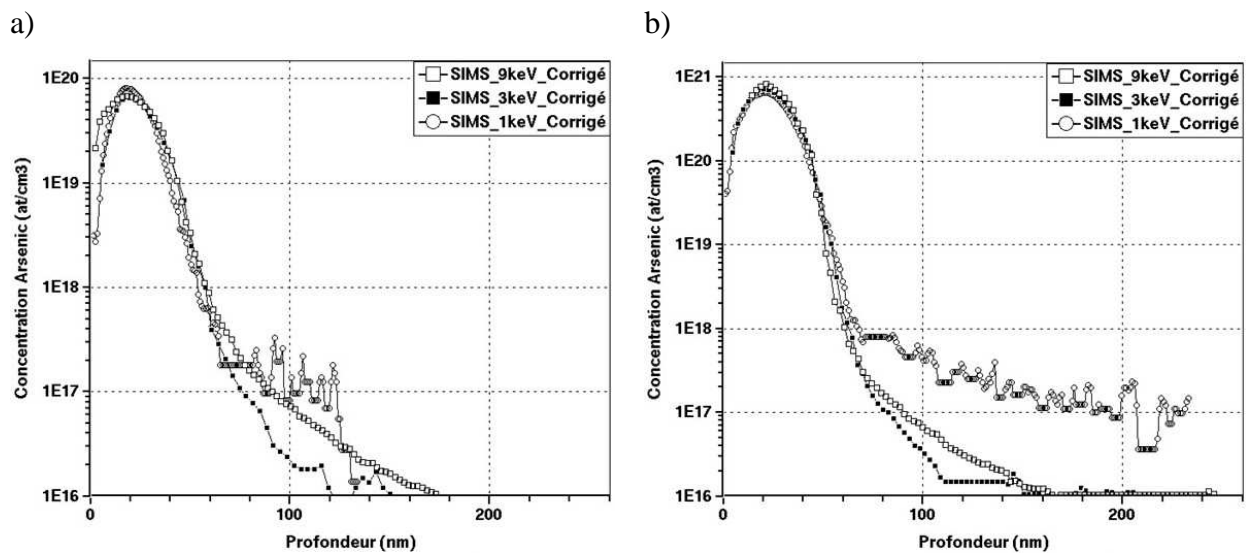 a)
1E20
1E19
1E18
1E17
1E16
Concentration Arsenic (at/cm3)
SIMS_9keV_Corrigé
SIMS_3keV_Corrigé
SIMS_1keV_Corrigé
0
100
200
Profondeur (nm)
b)
1E21
1E20
1E19
1E18
1E17
1E16
Concentration Arsenic (at/cm3)
SIMS_9keV_Corrigé
SIMS_3keV_Corrigé
SIMS_1keV_Corrigé
0
100
200
Profondeur (nm)